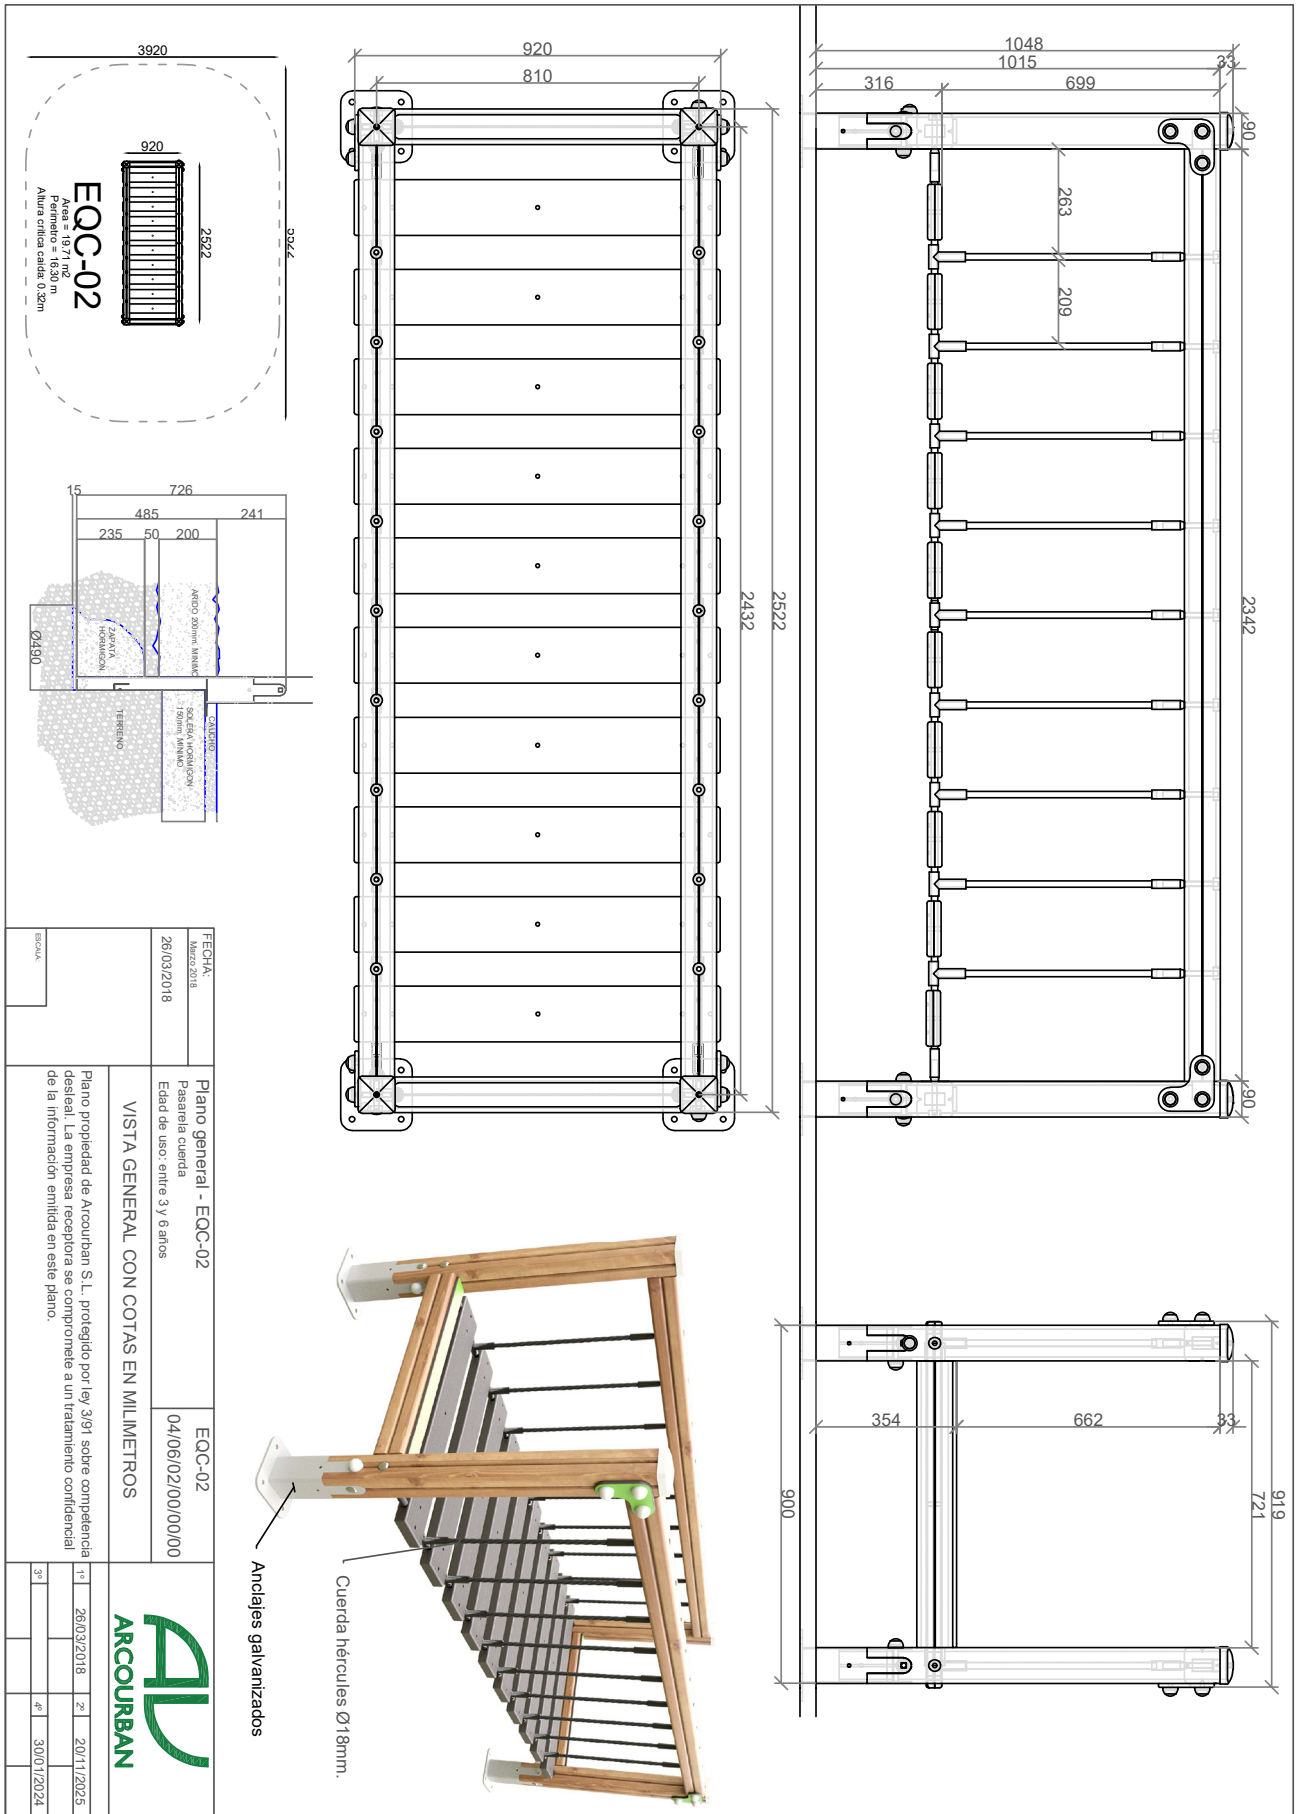 1048
1015
33
316
699
90
263
209
2342
90
920
810
2432
2522
3920
5522
920
2522
EQC-02
Area = 19.71 m2
Perimetro = 16.30 m
Altura crítica caída: 0.32m
15
726
485
241
235
50
200
ARIDO 200mm. MINIMO
ZAPATA
HORMIGON
Ø490
TERRENO
SOLERA HORMIGON
150mm. MINIMO
CAUCHO
919
721
354
662
33
900
Cuerda hércules Ø18mm.
Anclajes galvanizados
FECHA:
Marzo 2018
26/03/2018
ESCALA:
Plano general - EQC-02
Pasarela cuerda
Edad de uso: entre 3 y 6 años
EQC-02
04/06/02/00/00/00
VISTA GENERAL CON COTAS EN MILIMETROS
Plano propiedad de Arcourban S.L. protegido por ley 3/91 sobre competencia
desleal. La empresa receptora se compromete a un tratamiento confidencial
de la información emitida en este plano.
ARCOURBAN
1º 26/03/2018 2º 20/11/2025
3º 4º 30/01/2024